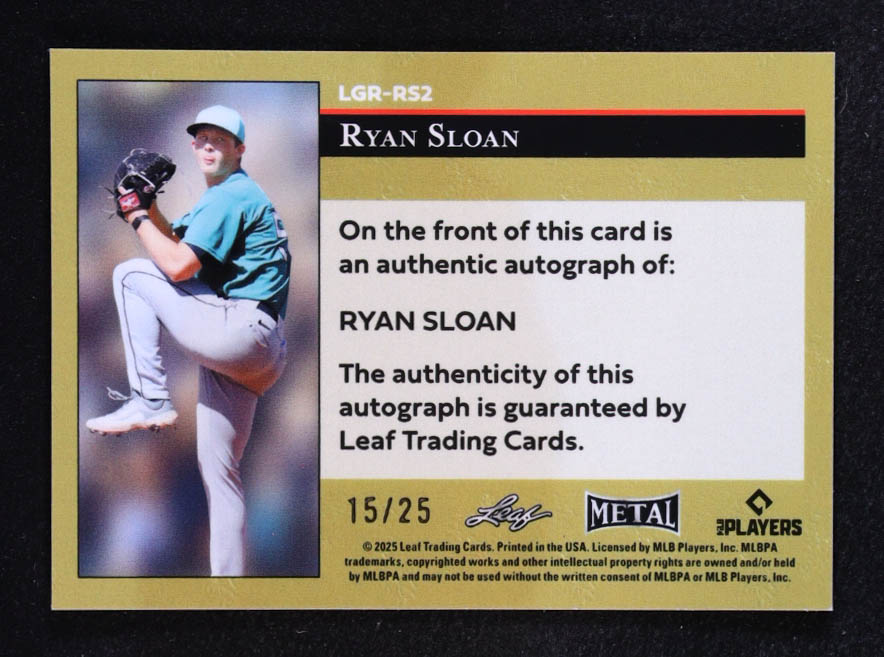 LGR-RS2
RYAN SLOAN
On the front of this card is
an authentic autograph of:
RYAN SLOAN
The authenticity of this
autograph is guaranteed by
Leaf Trading Cards.
15/25
Leaf
METAL
MLB PLAYERS
© 2025 Leaf Trading Cards. Printed in the USA. Licensed by MLB Players, Inc. MLBPA
trademarks, copyrighted works and other intellectual property rights are owned and/or held
by MLBPA and may not be used without the written consent of MLBPA or MLB Players, Inc.